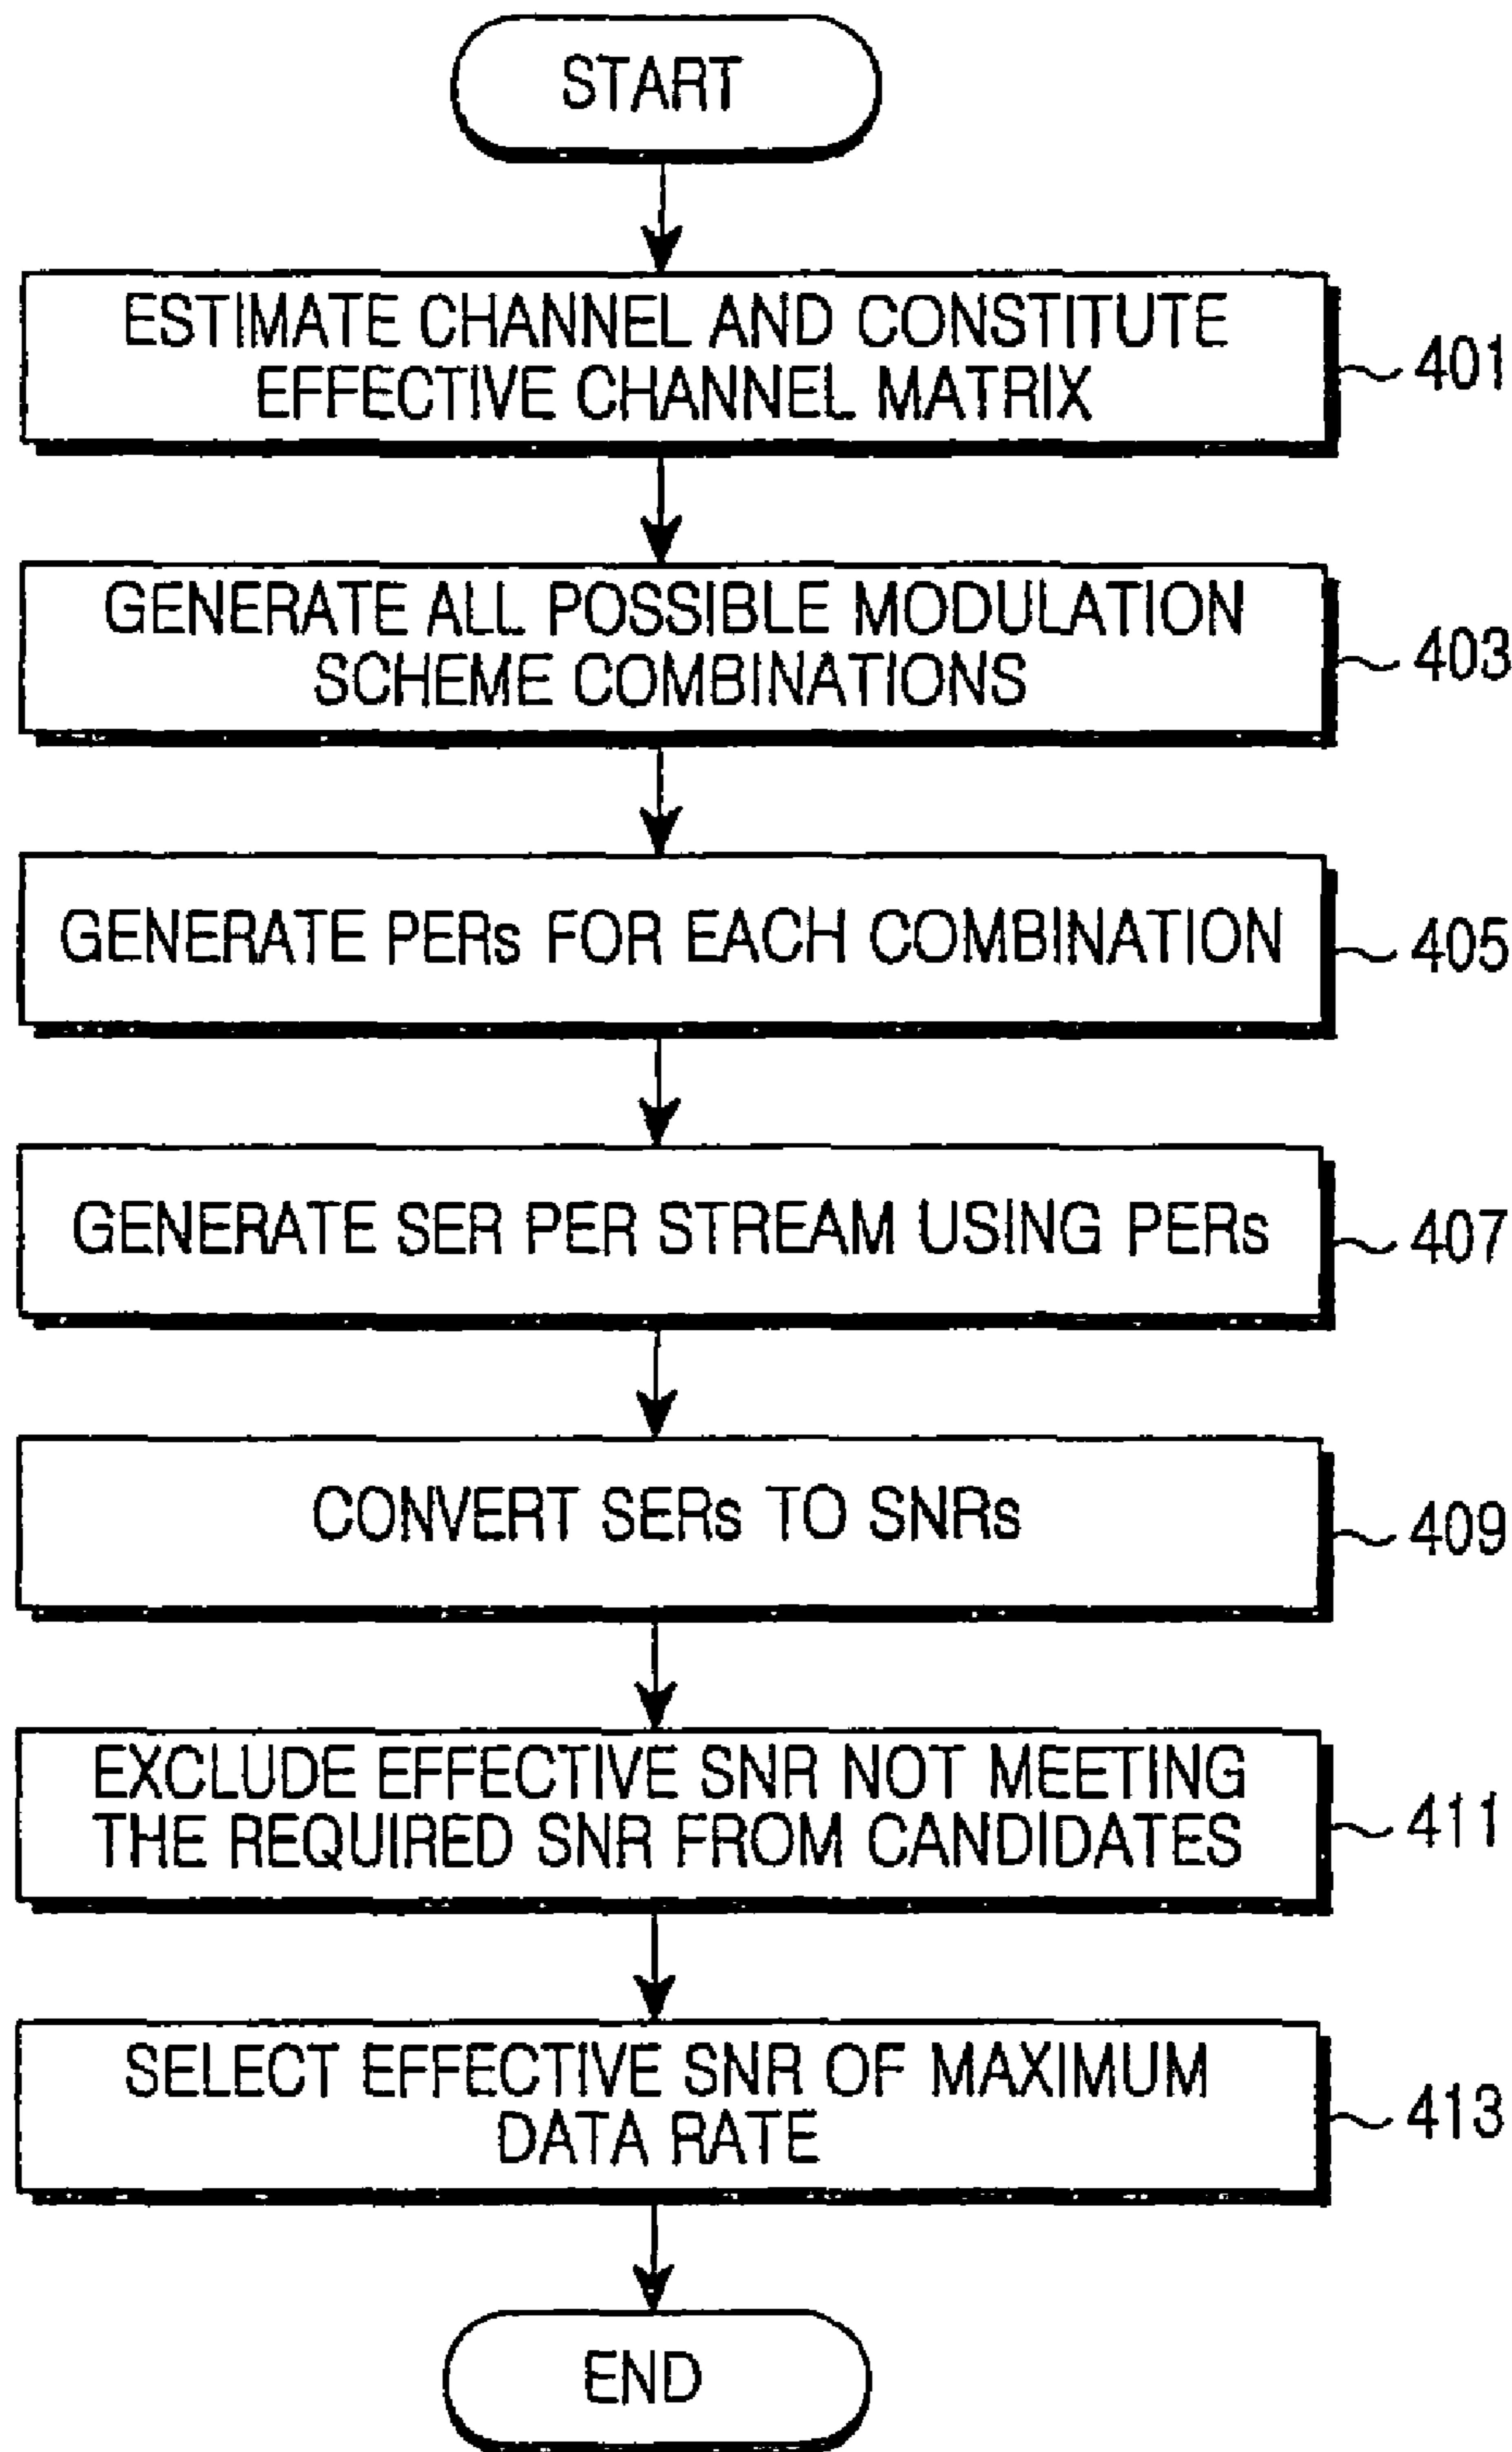 START
ESTIMATE CHANNEL AND CONSTITUTE
EFFECTIVE CHANNEL MATRIX
401
GENERATE ALL POSSIBLE MODULATION
SCHEME COMBINATIONS
403
GENERATE PERs FOR EACH COMBINATION
405
GENERATE SER PER STREAM USING PERs
407
CONVERT SERs TO SNRs
409
EXCLUDE EFFECTIVE SNR NOT MEETING
THE REQUIRED SNR FROM CANDIDATES
411
SELECT EFFECTIVE SNR OF MAXIMUM
DATA RATE
413
END